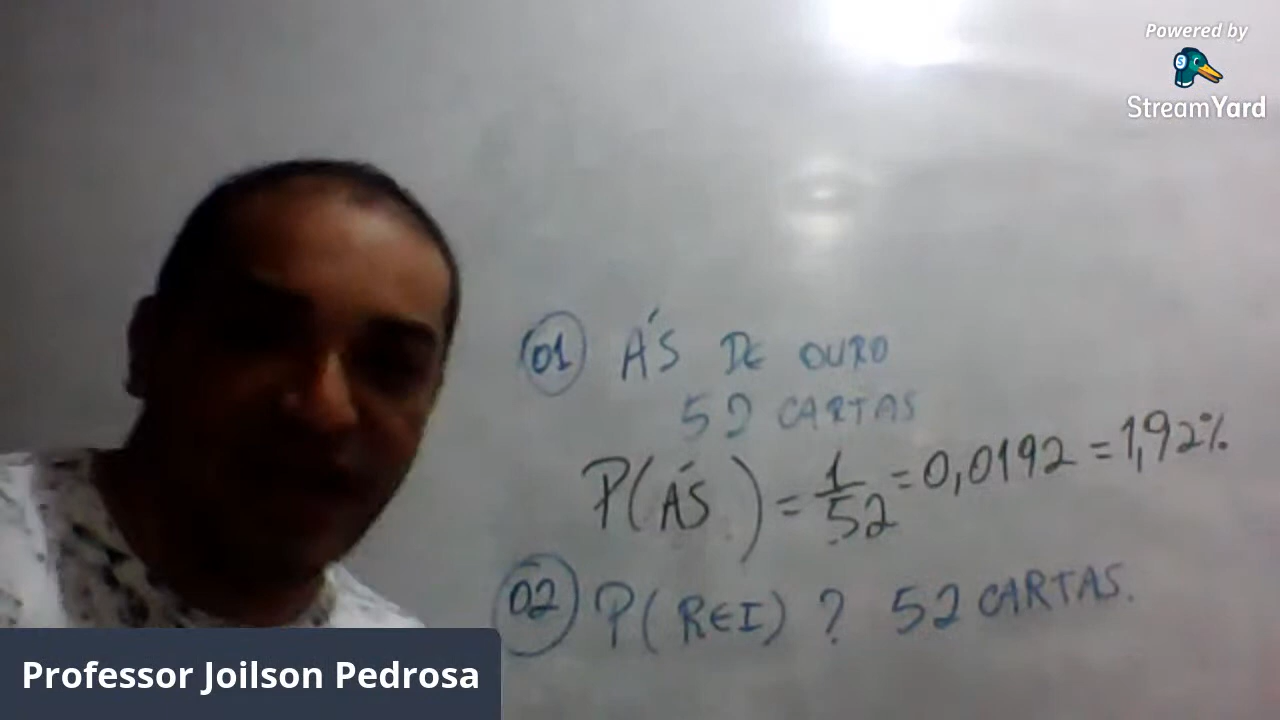 Powered by
StreamYard
01 ÁS DE OURO
52 CARTAS
P(ÁS) = 1/52 = 0,0192 = 1,92%
02 P(REI) ? 52 CARTAS.
Professor Joilson Pedrosa